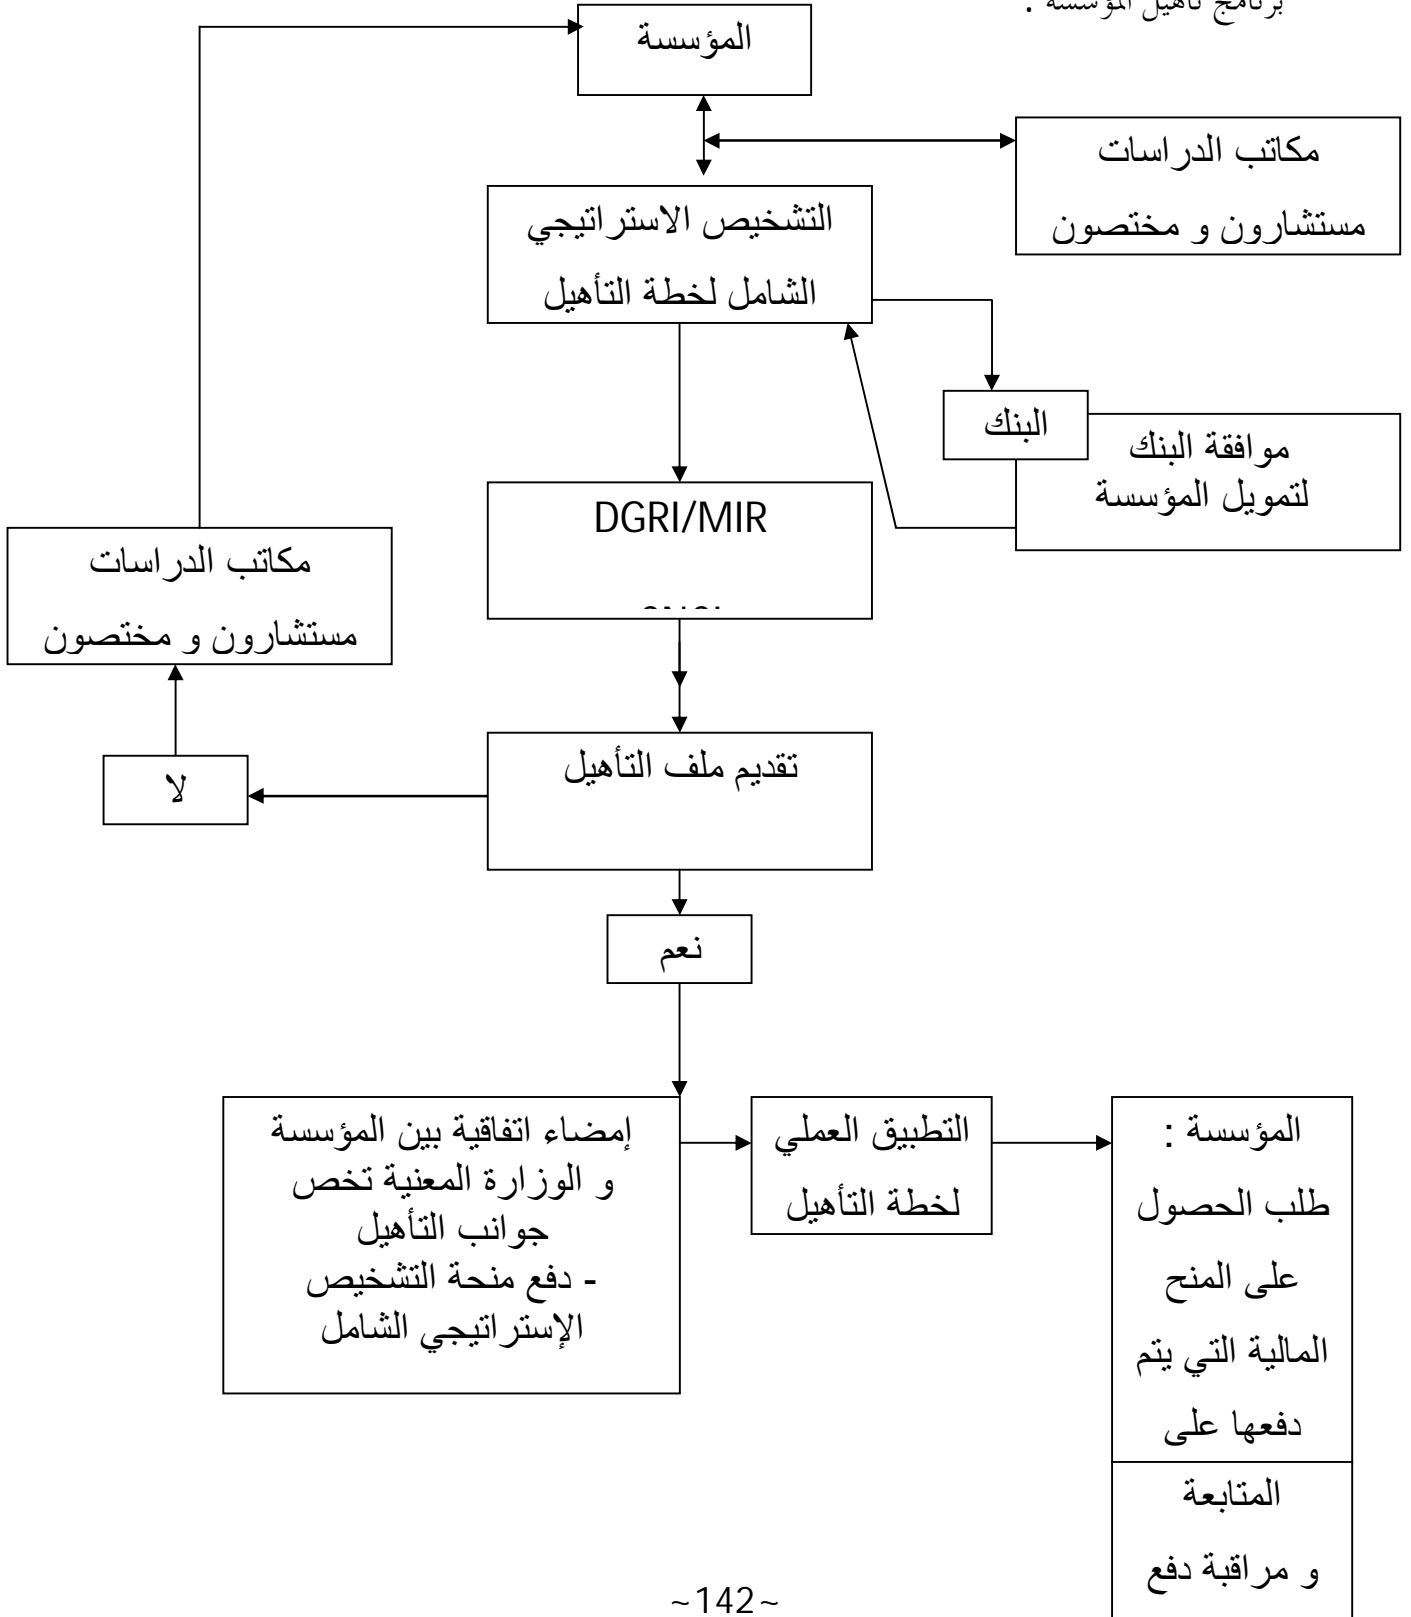 برنامج تأهيل المؤسسة :
المؤسسة
مكاتب الدراسات
مستشارون و مختصون
التشخيص الاستراتيجي
الشامل لخطة التأهيل
البنك
موافقة البنك
لتمويل المؤسسة
DGRI/MIR
مكاتب الدراسات
مستشارون و مختصون
تقديم ملف التأهيل
لا
نعم
إمضاء اتفاقية بين المؤسسة
و الوزارة المعنية تخص
جوانب التأهيل
- دفع منحة التشخيص
الإستراتيجي الشامل
التطبيق العملي
لخطة التأهيل
المؤسسة :
طلب الحصول
على المنح
المالية التي يتم
دفعها على
المتابعة
و مراقبة دفع
~142~